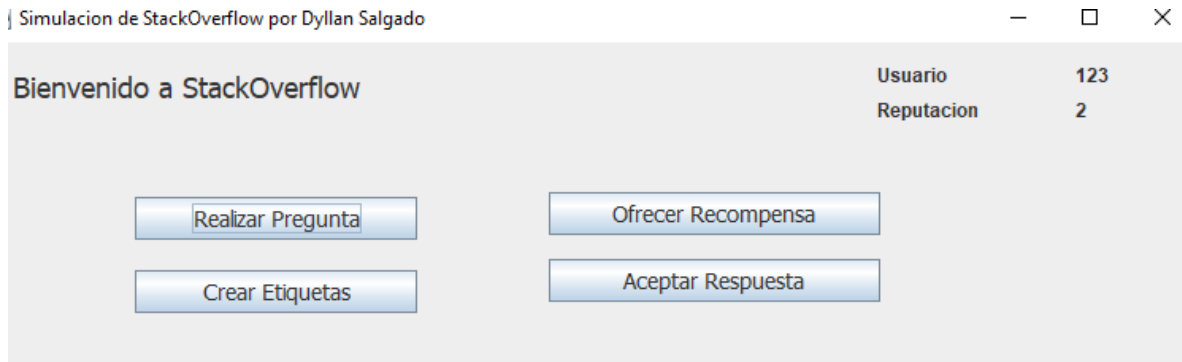 Simulacion de StackOverflow por Dyllan Salgado
Bienvenido a StackOverflow
Usuario 123
Reputacion 2
Realizar Pregunta
Ofrecer Recompensa
Crear Etiquetas
Aceptar Respuesta